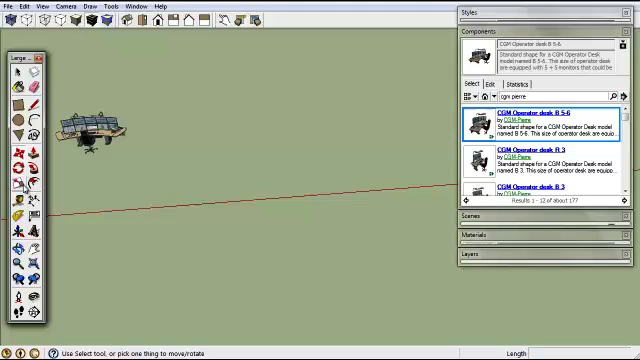 File Edit View Camera Draw Tools Window Help
Large ...
Styles
Components
CGM Operator desk B 5-6
Standard shape for a CGM Operator Desk
model named B 5-6. This size of operator desk
are equipped with 5 + 5 monitors that could be
Select Edit Statistics
cgm pierre
CGM Operator desk B 5-6
by CGM-Pierre
Standard shape for a CGM Operator Desk model
named B 5-6. This size of operator desk are equippe...
CGM Operator desk R 3
by CGM-Pierre
Standard shape for a CGM Operator Desk model
named B 3. This size of operator desk are equipped...
CGM Operator desk B 3
by CGM-Pierre
Results 1 - 12 of about 177
Scenes
Materials
Layers
Use Select tool, or pick one thing to move/rotate
Length